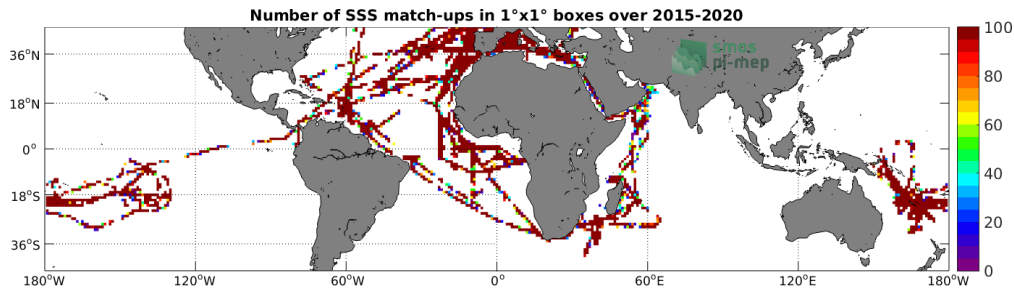 Number of SSS match-ups in 1°x1° boxes over 2015-2020
smos
pi-mep
36°N
18°N
0°
18°S
36°S
180°W
120°W
60°W
0°
60°E
120°E
180°W
100
80
60
40
20
0